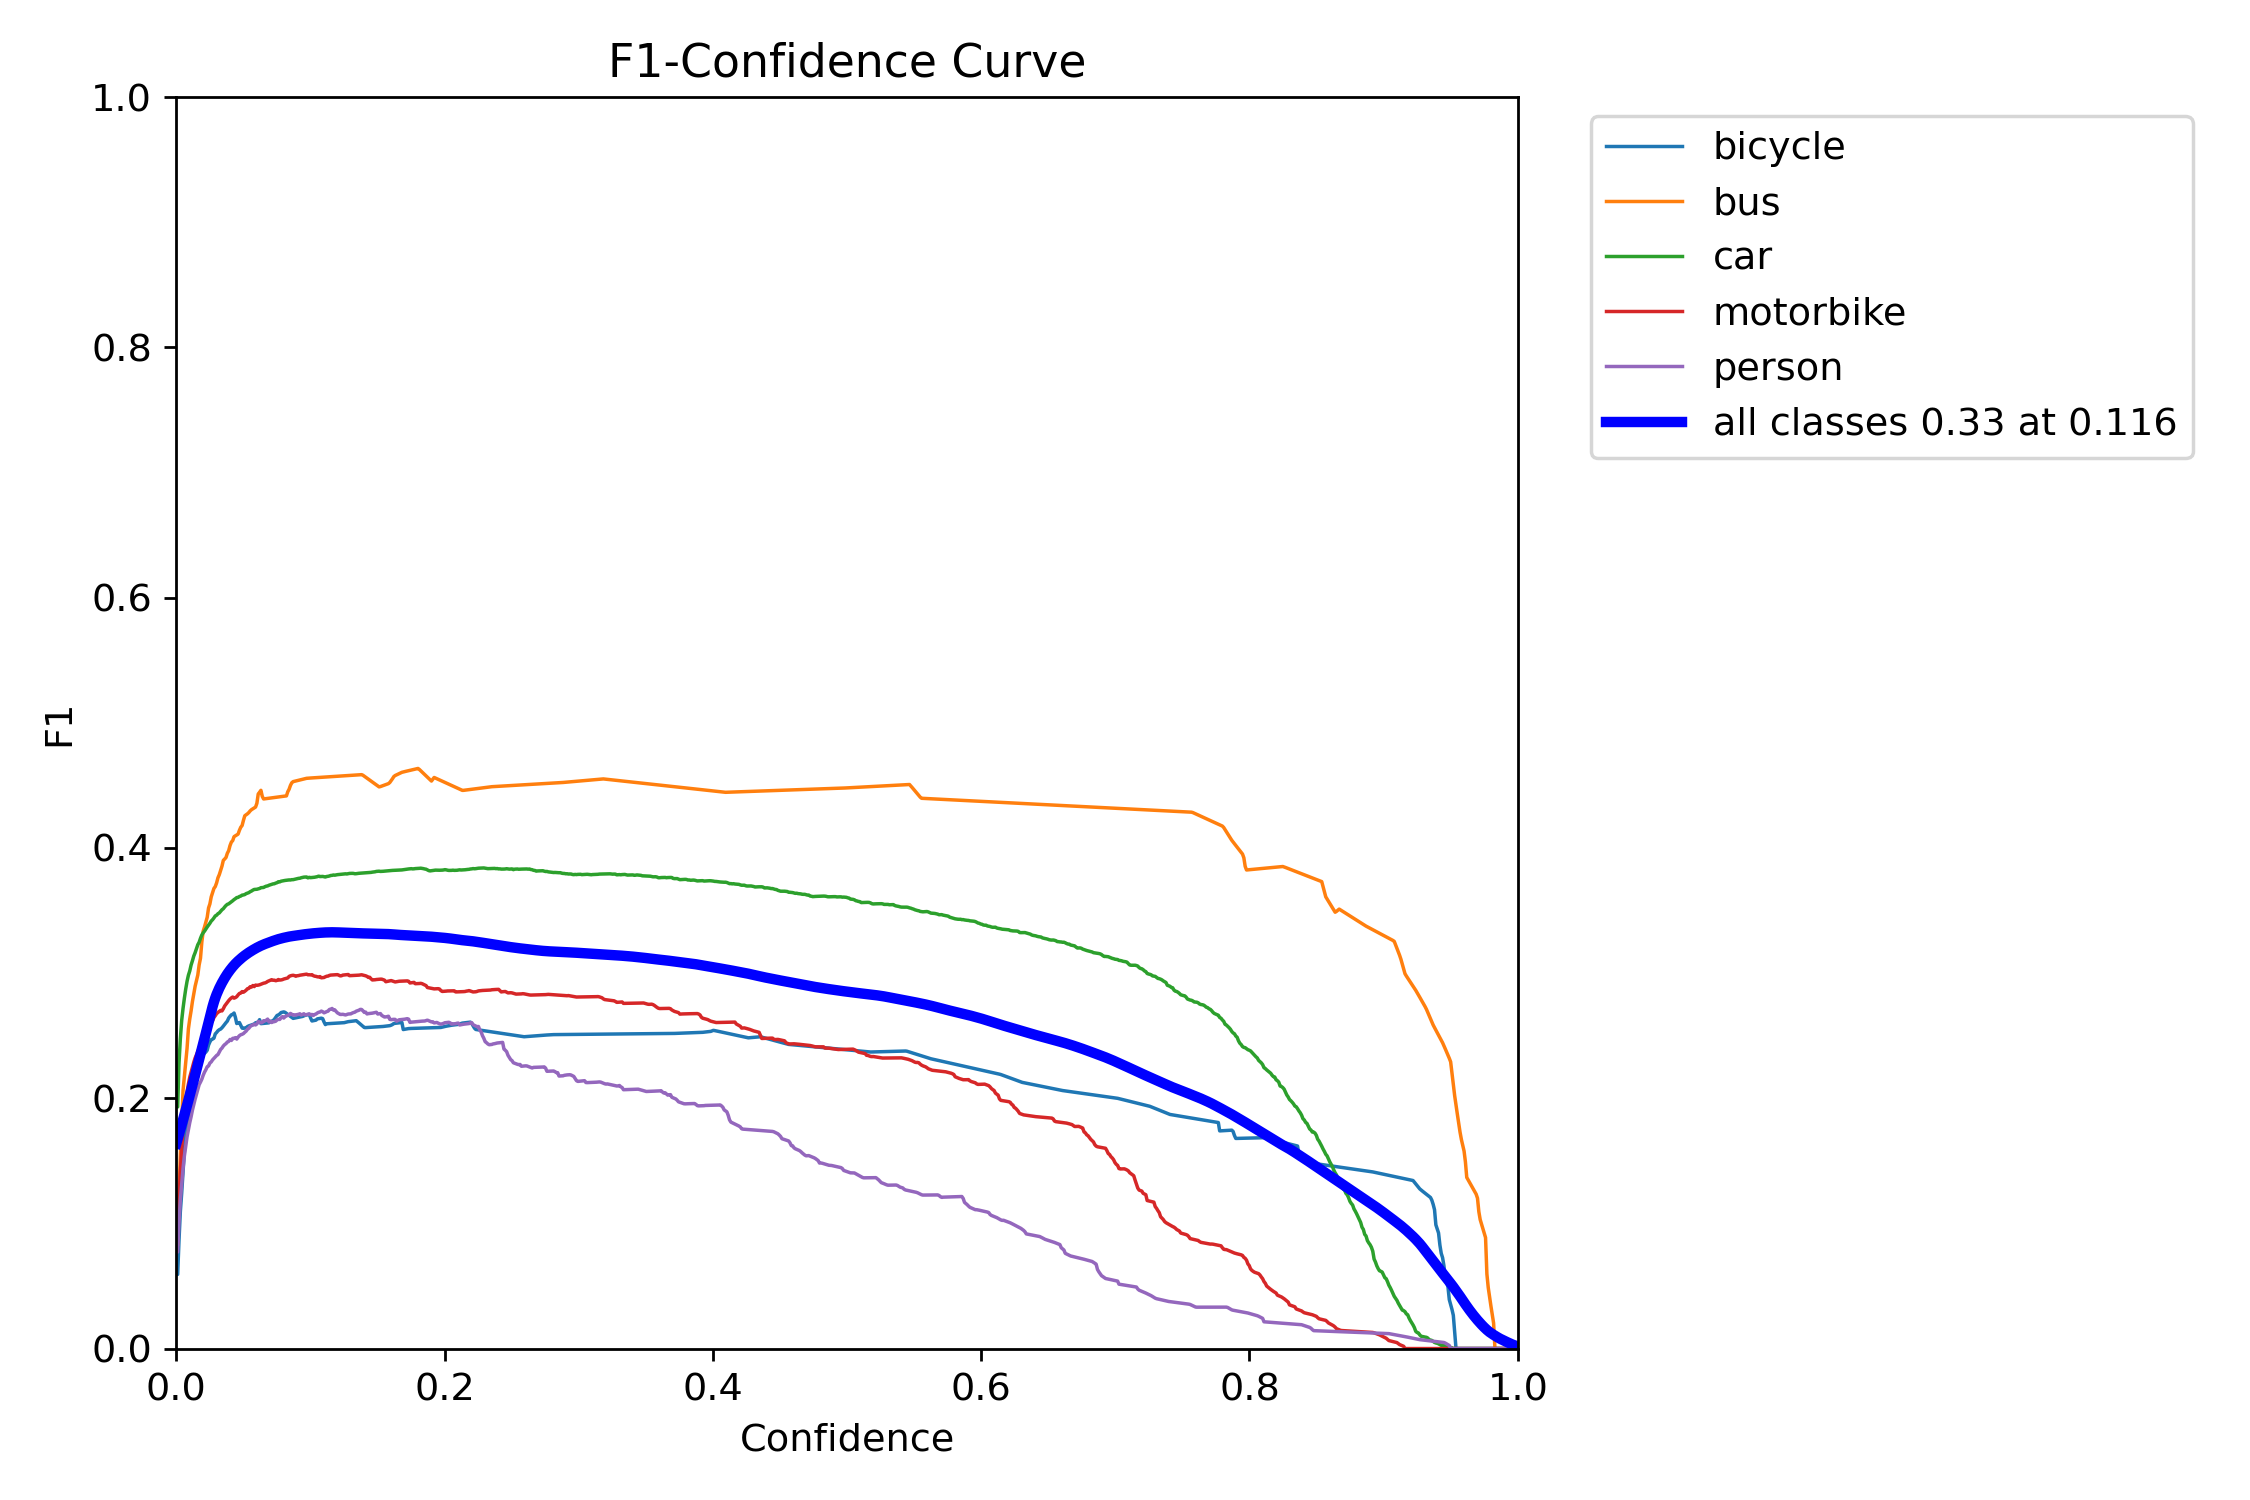 F1-Confidence Curve
1.0
0.8
0.6
0.4
0.2
0.0
F1
0.0 0.2 0.4 0.6 0.8 1.0
Confidence
bicycle
bus
car
motorbike
person
all classes 0.33 at 0.116